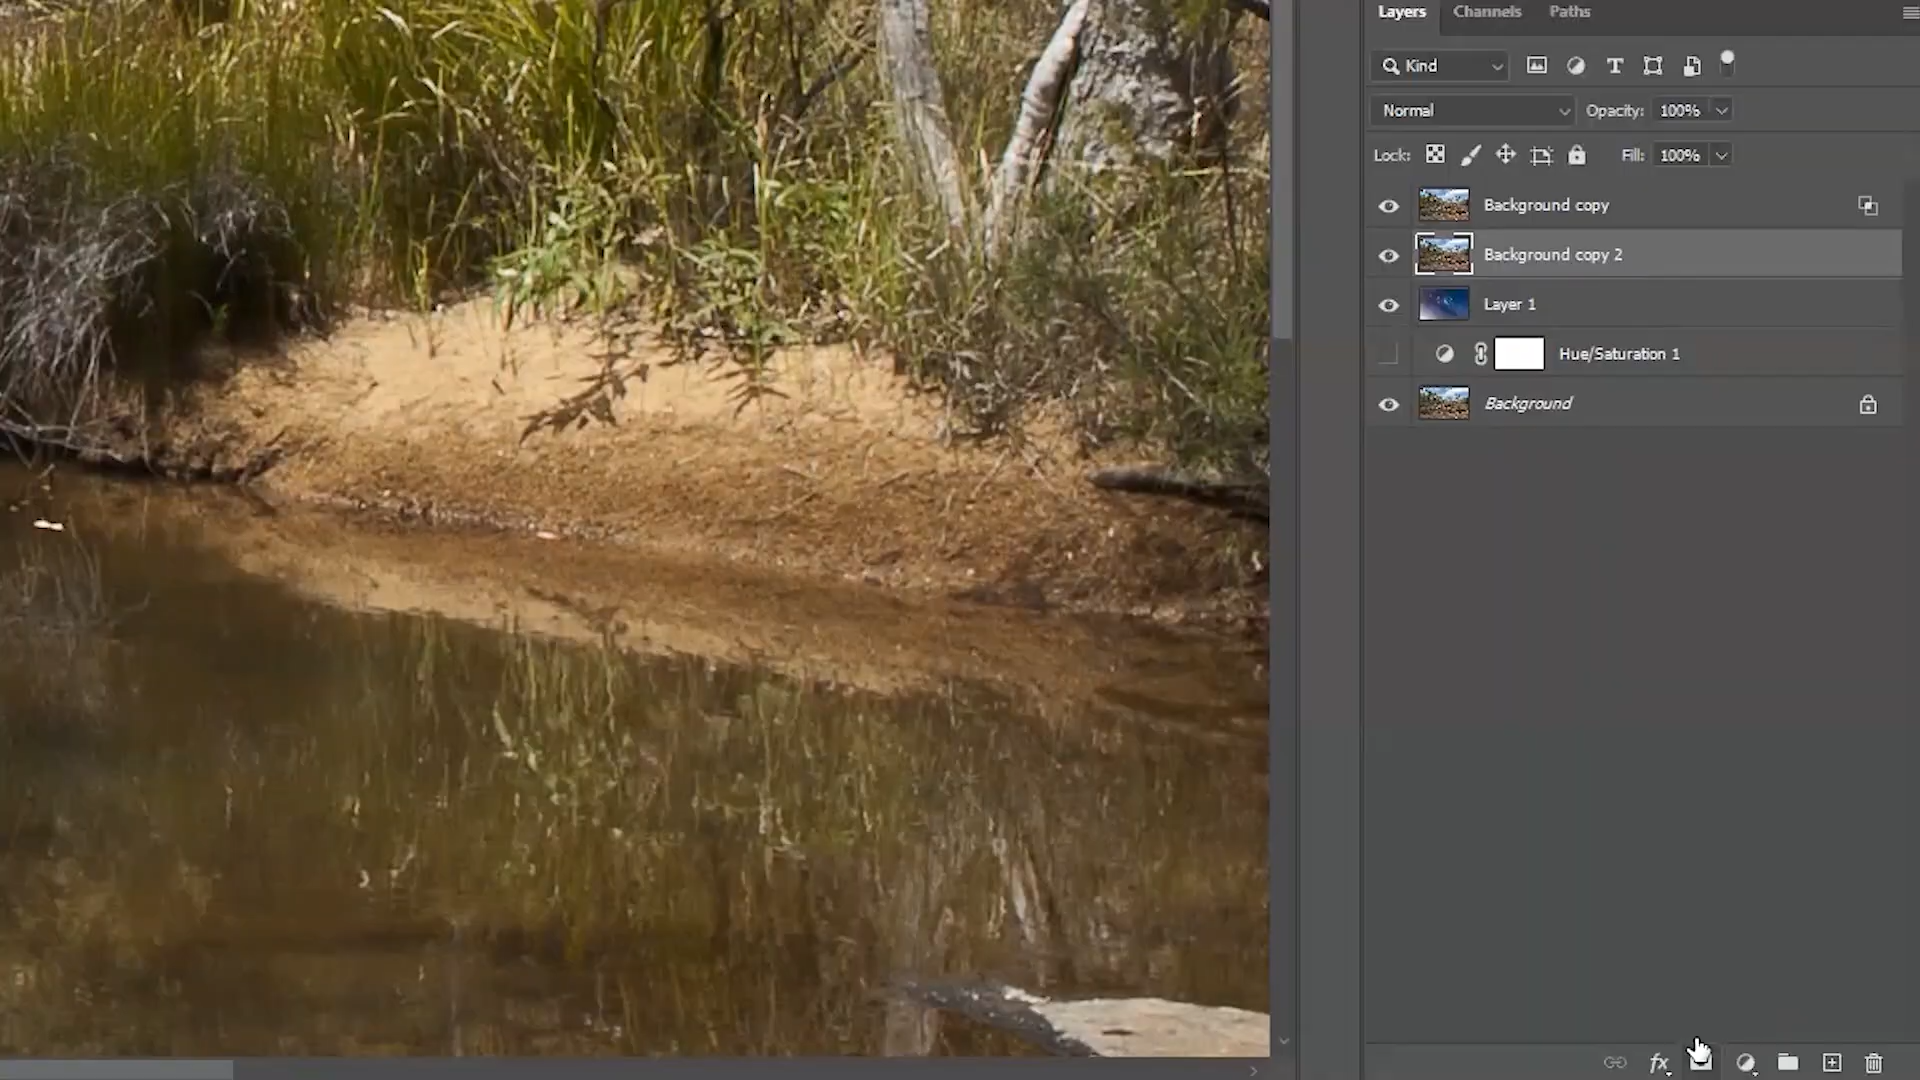 Layers Channels Paths
Kind
Normal Opacity: 100%
Lock: Fill: 100%
Background copy
Background copy 2
Layer 1
Hue/Saturation 1
Background
fx